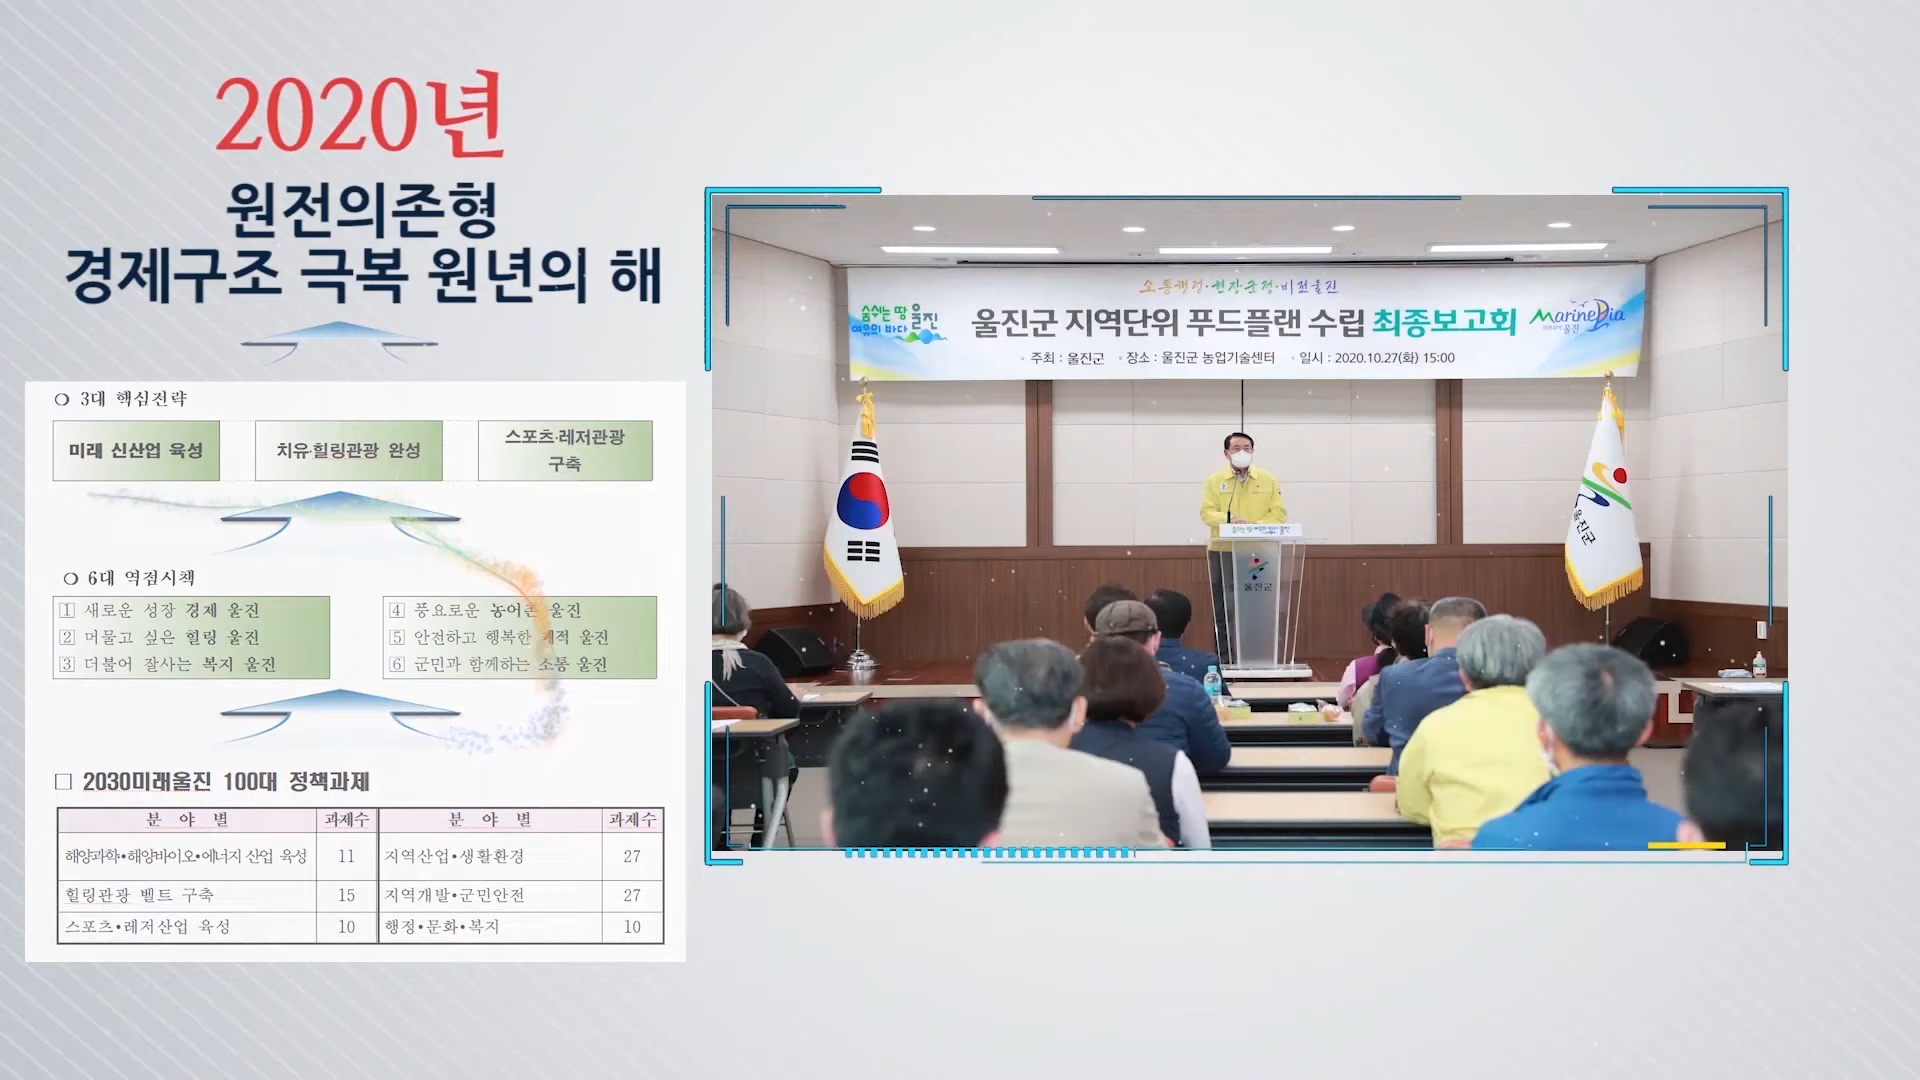 2020년
원전의존형
경제구조 극복 원년의 해
❍ 3대 핵심전략
미래 신산업 육성
치유·힐링관광 완성
스포츠·레저관광
구축
❍ 6대 역점시책
① 새로운 성장 경제 울진
② 머물고 싶은 힐링 울진
③ 더불어 잘사는 복지 울진
④ 풍요로운 농어촌 울진
⑤ 안전하고 행복한 쾌적 울진
⑥ 군민과 함께하는 소통 울진
□ 2030미래울진 100대 정책과제
분 야 별 과제수 분 야 별 과제수
해양과학•해양바이오•에너지 산업 육성 11 지역산업•생활환경 27
힐링관광 벨트 구축 15 지역개발•군민안전 27
스포츠•레저산업 육성 10 행정•문화•복지 10
소통행정·현장군정·비전울진
숨쉬는 땅 울진
여유의 바다
울진군 지역단위 푸드플랜 수립 최종보고회
MarinePia
울진
• 주최 : 울진군 • 장소 : 울진군 농업기술센터 • 일시 : 2020.10.27(화) 15:00
울진군
울진군